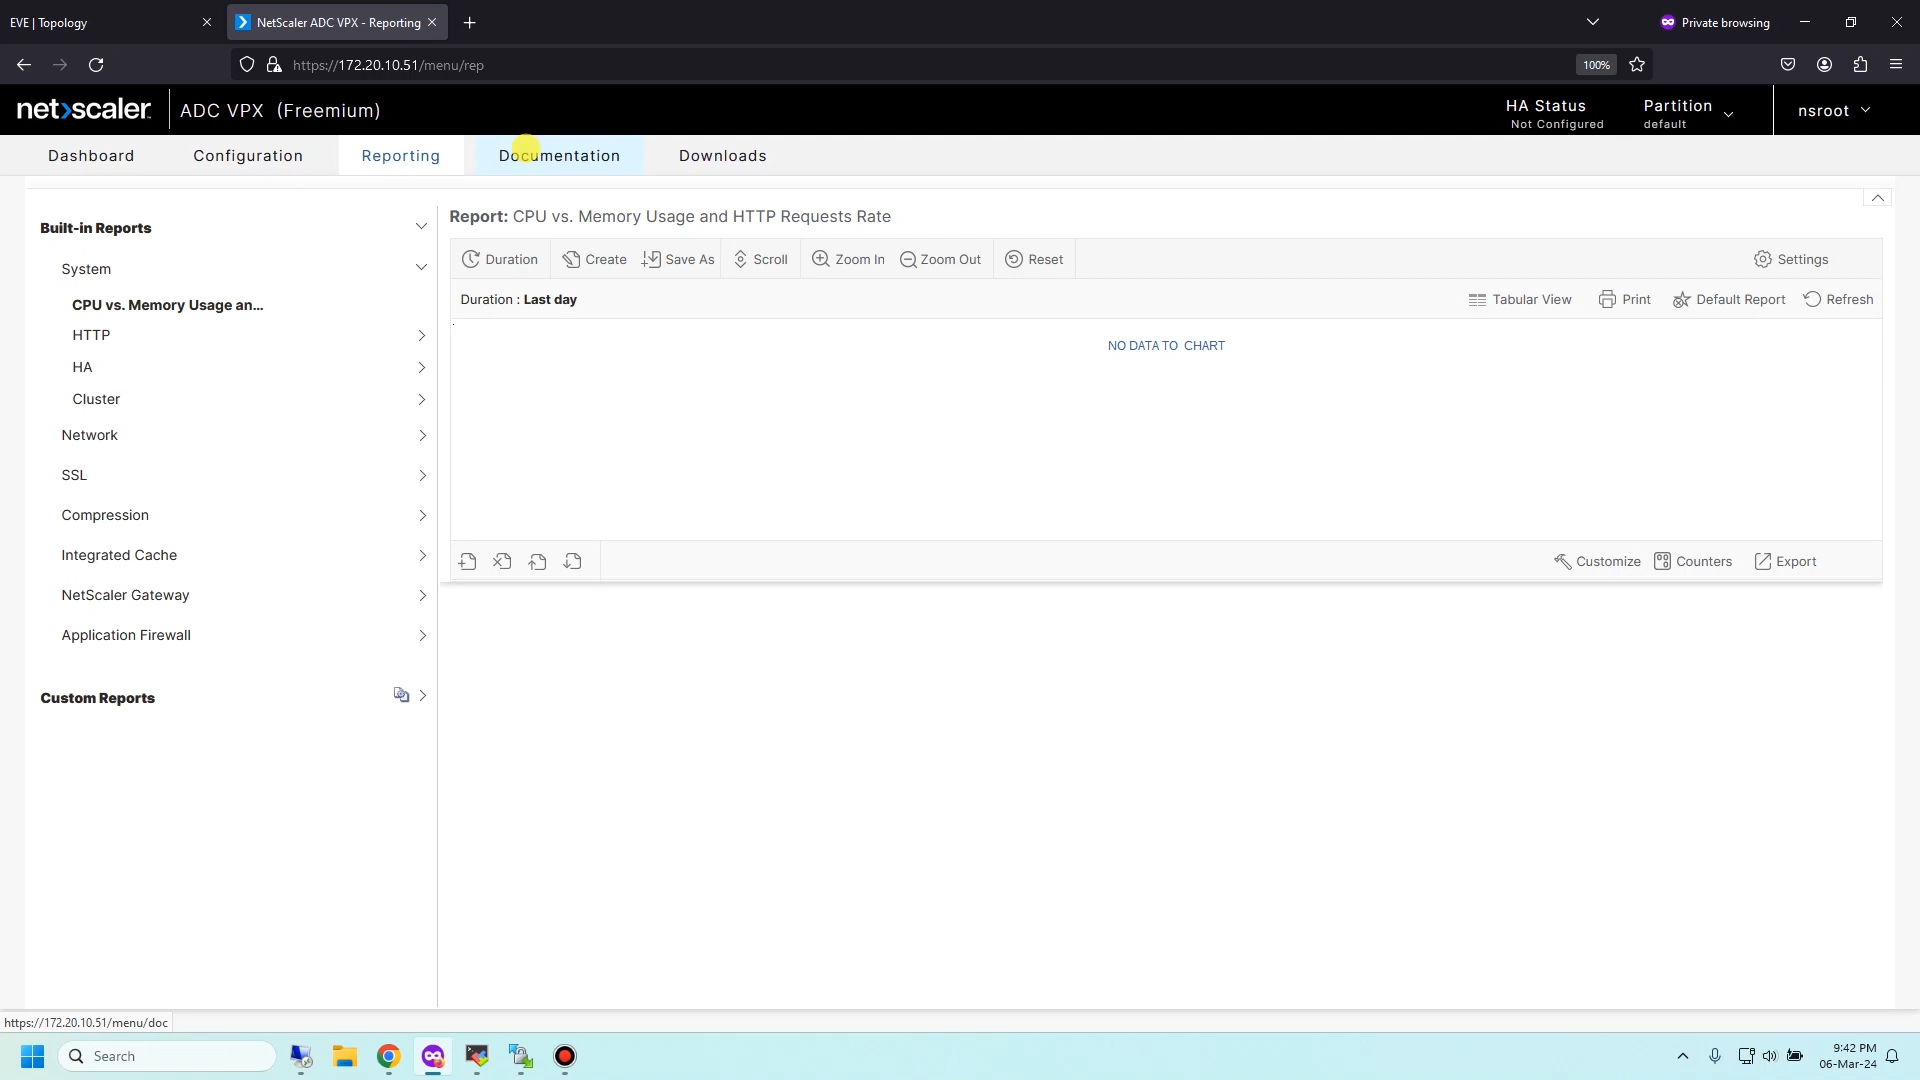 EVE | Topology
NetScaler ADC VPX - Reporting
Private browsing
https://172.20.10.51/menu/rep
100%
net>scaler
ADC VPX (Freemium)
HA Status
Not Configured
Partition
default
nsroot
Dashboard
Configuration
Reporting
Documentation
Downloads
Built-in Reports
System
CPU vs. Memory Usage an...
HTTP
HA
Cluster
Network
SSL
Compression
Integrated Cache
NetScaler Gateway
Application Firewall
Custom Reports
Report: CPU vs. Memory Usage and HTTP Requests Rate
Duration
Create
Save As
Scroll
Zoom In
Zoom Out
Reset
Settings
Duration : Last day
Tabular View
Print
Default Report
Refresh
NO DATA TO CHART
Customize
Counters
Export
https://172.20.10.51/menu/doc
Search
9:42 PM
06-Mar-24